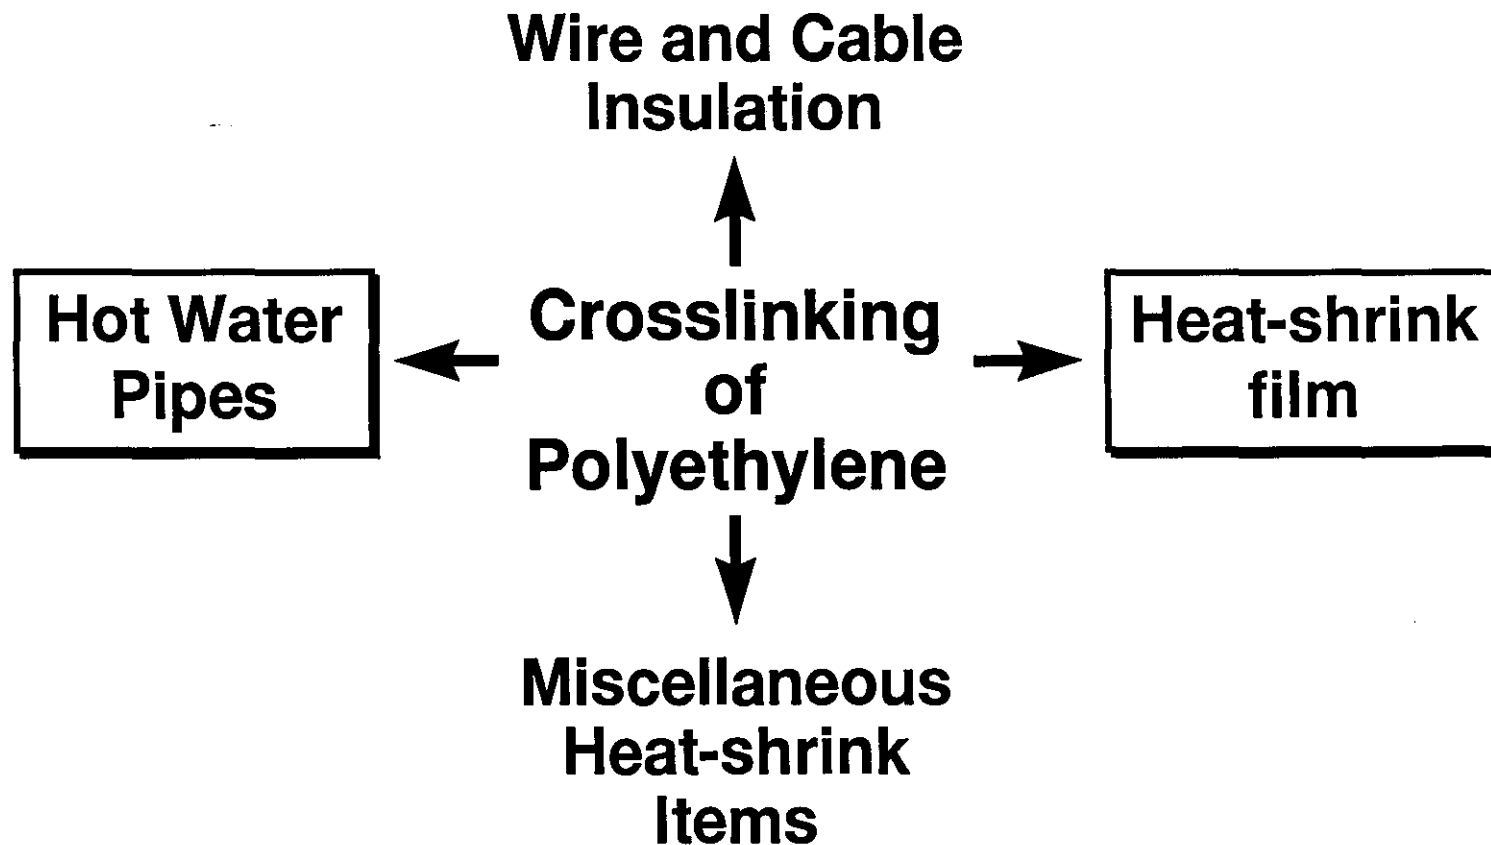 Wire and Cable
Insulation
Hot Water
Pipes
Crosslinking
of
Polyethylene
Heat-shrink
film
Miscellaneous
Heat-shrink
Items